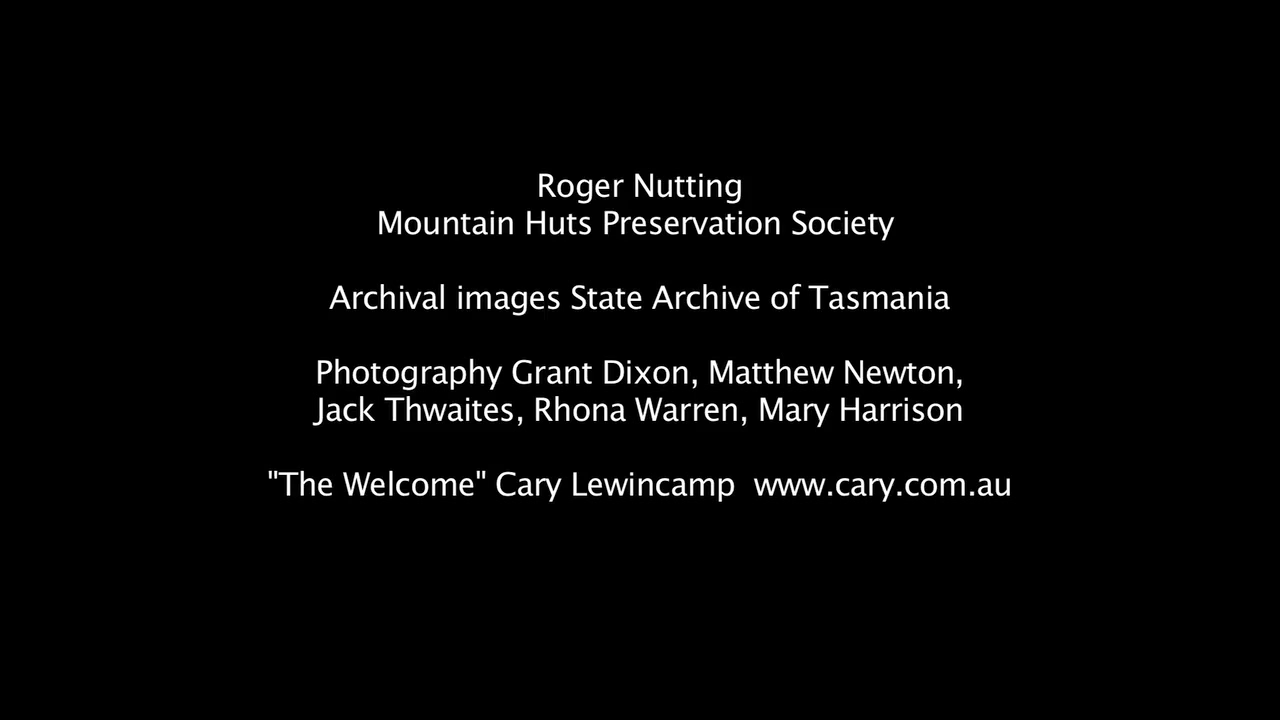 Roger Nutting
Mountain Huts Preservation Society
Archival images State Archive of Tasmania
Photography Grant Dixon, Matthew Newton,
Jack Thwaites, Rhona Warren, Mary Harrison
"The Welcome" Cary Lewincamp  www.cary.com.au